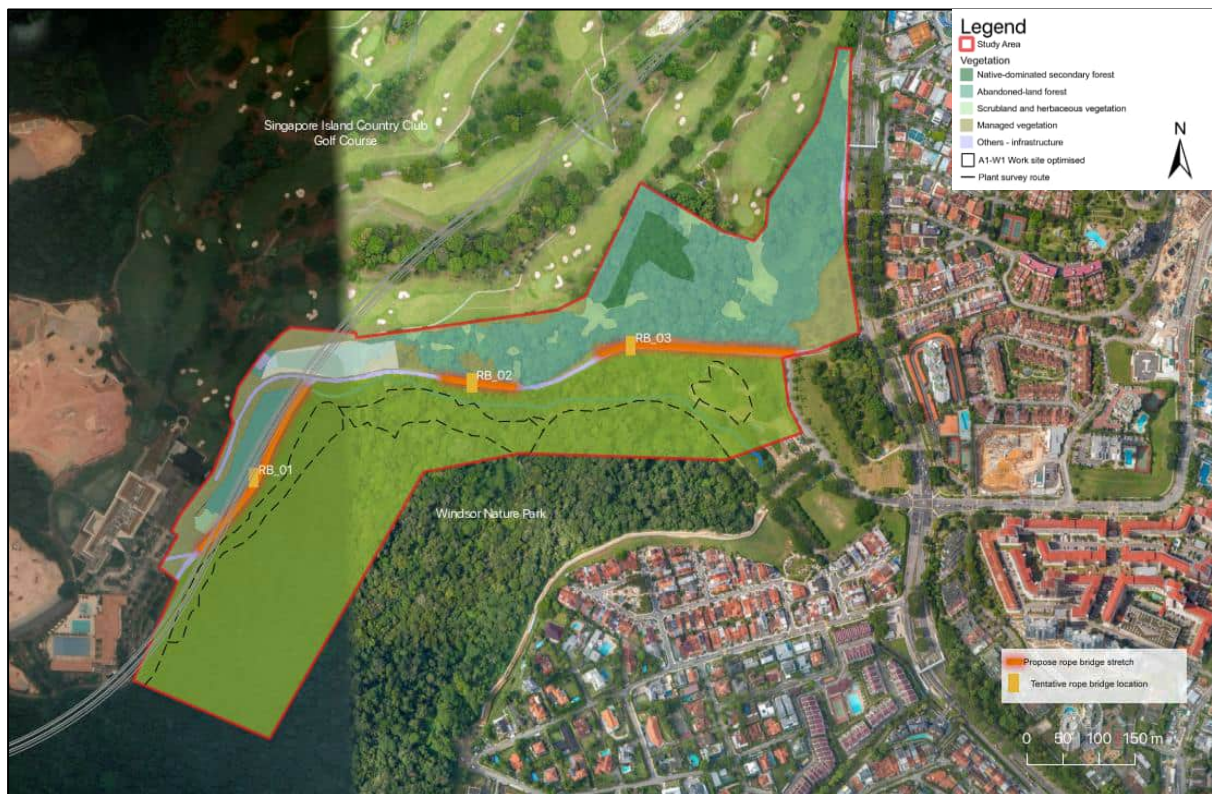 Legend
Study Area
Vegetation
Native-dominated secondary forest
Abandoned-land forest
Scrubland and herbaceous vegetation
Managed vegetation
Others - infrastructure
A1-W1 Work site optimised
Plant survey route
N
Singapore Island Country Club
Golf Course
RB_03
RB_02
RB_01
Windsor Nature Park
Propose rope bridge stretch
Tentative rope bridge location
0 50 100 150 m